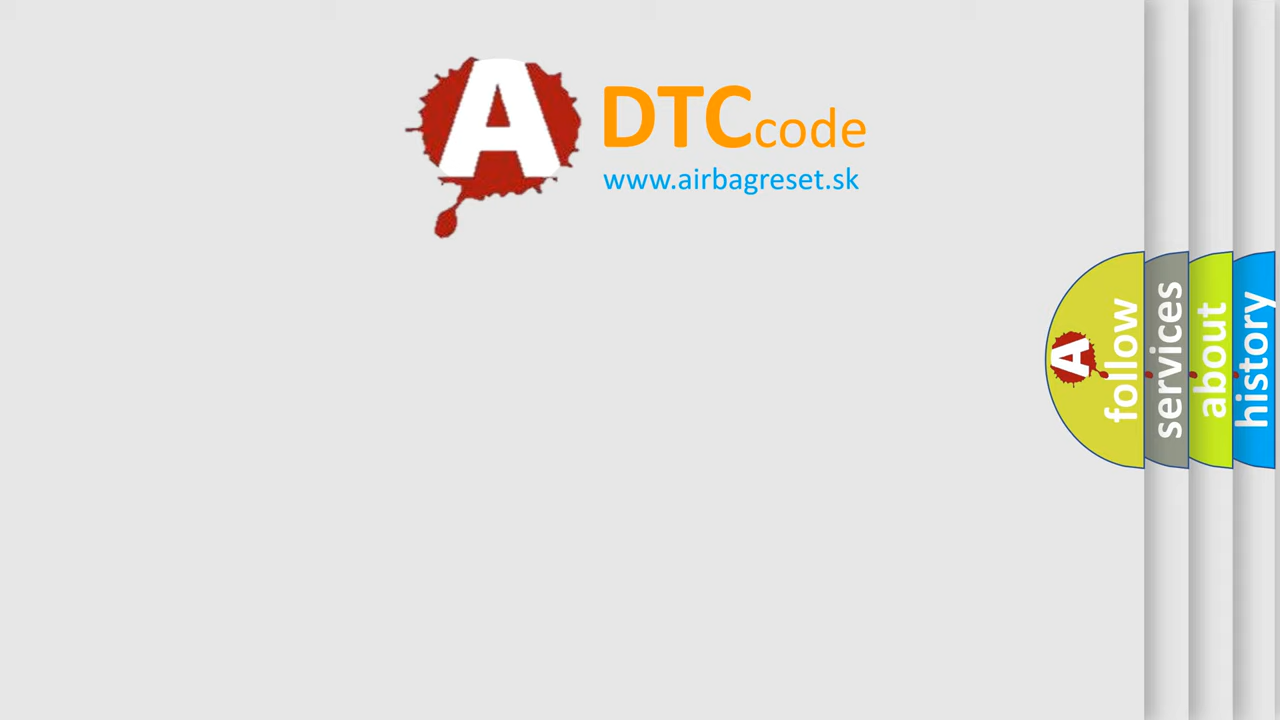 A
DTCcode
www.airbagreset.sk
A
follow
services
about
history